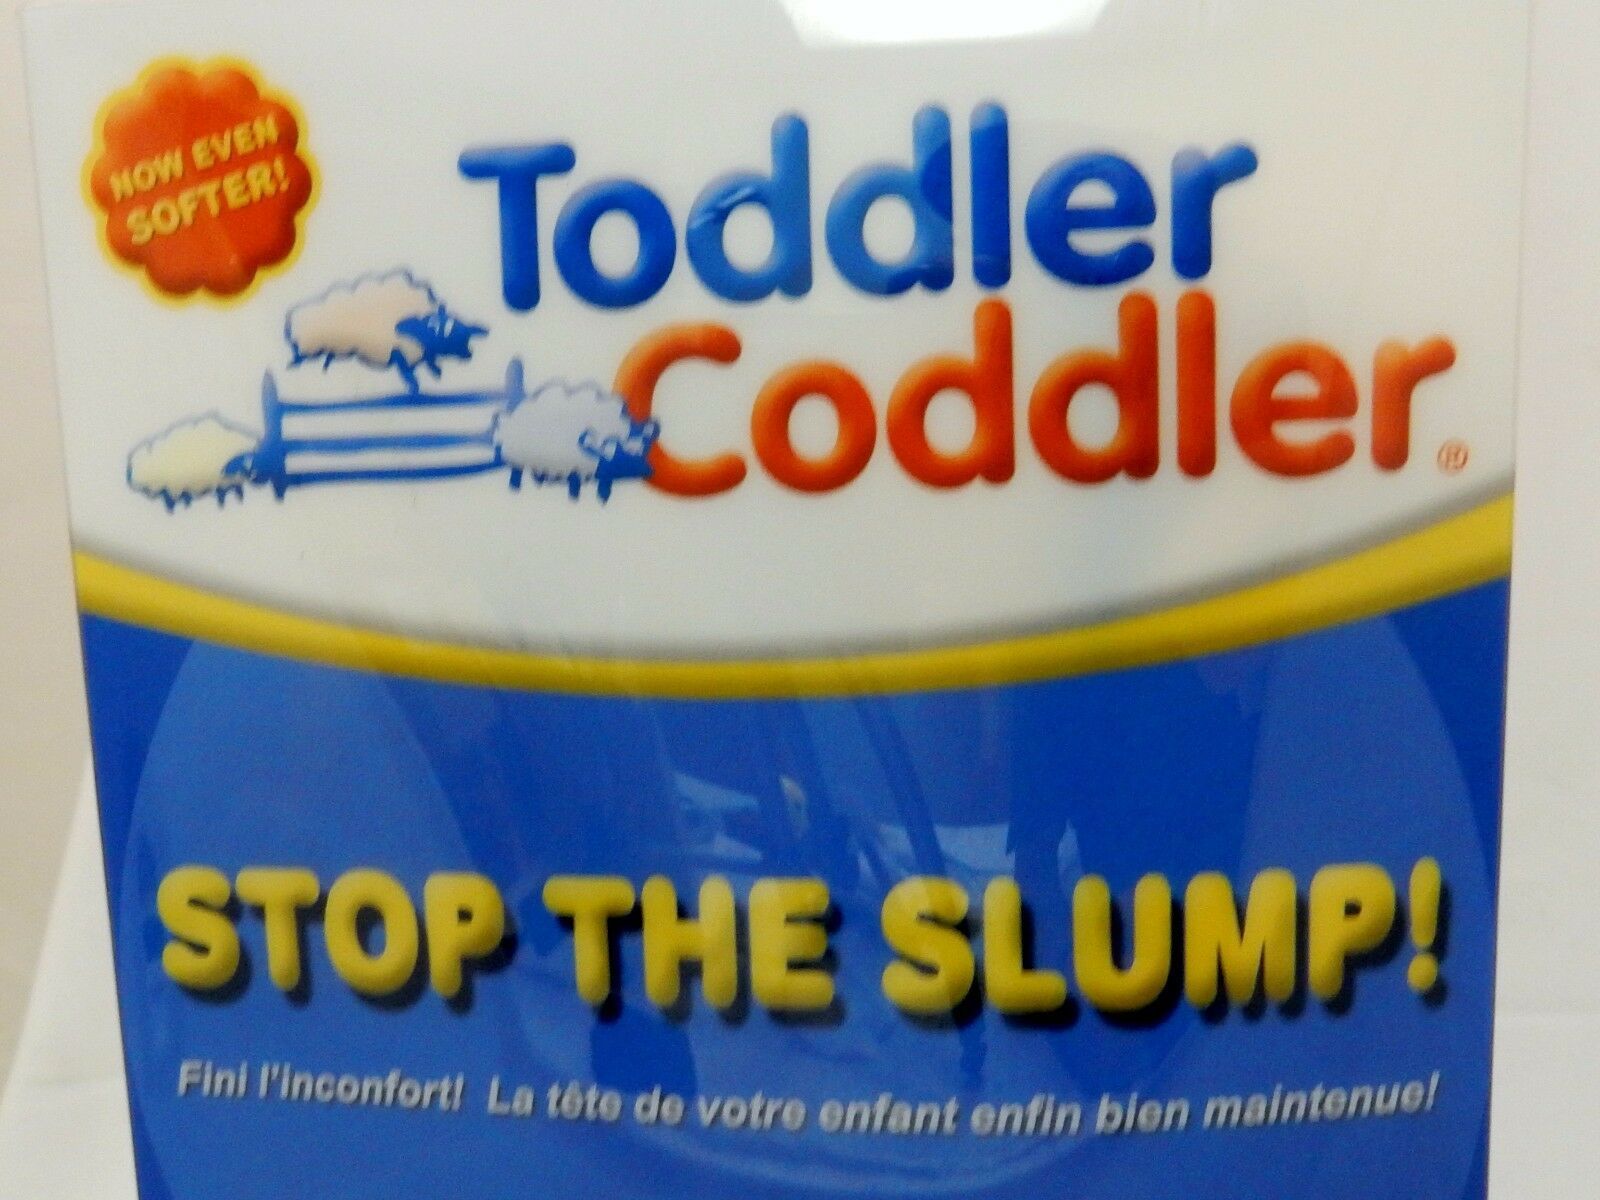 NOW EVEN
SOFTER!
Toddler
Coddler®
STOP THE SLUMP!
Fini l'inconfort! La tête de votre enfant enfin bien maintenue!